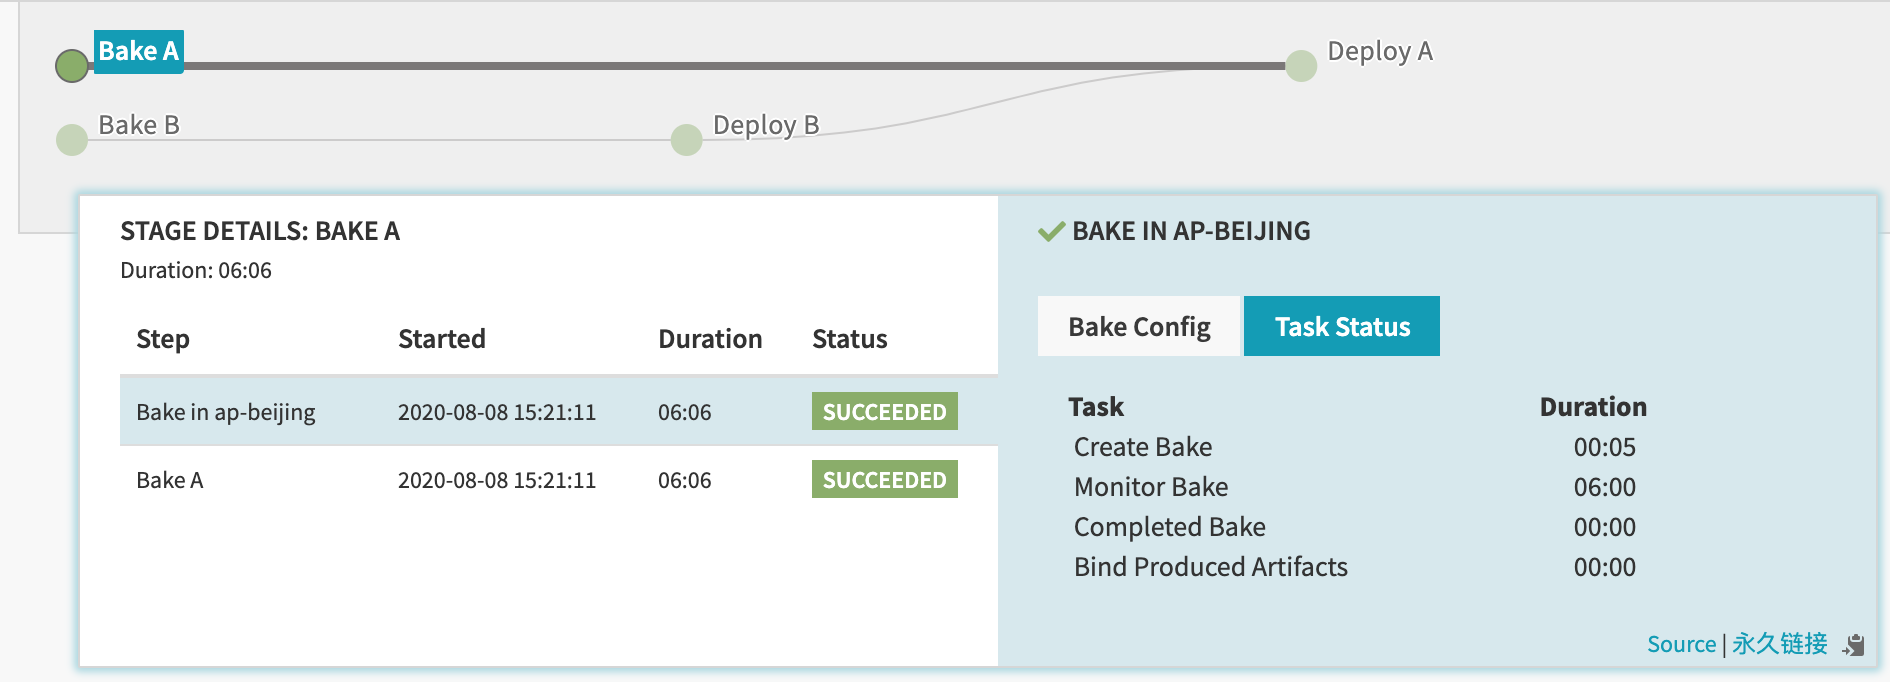 Bake A
Deploy A
Bake B
Deploy B
STAGE DETAILS: BAKE A
Duration: 06:06
Step Started Duration Status
Bake in ap-beijing 2020-08-08 15:21:11 06:06 SUCCEEDED
Bake A 2020-08-08 15:21:11 06:06 SUCCEEDED
BAKE IN AP-BEIJING
Bake Config Task Status
Task Duration
Create Bake 00:05
Monitor Bake 06:00
Completed Bake 00:00
Bind Produced Artifacts 00:00
Source | 永久链接